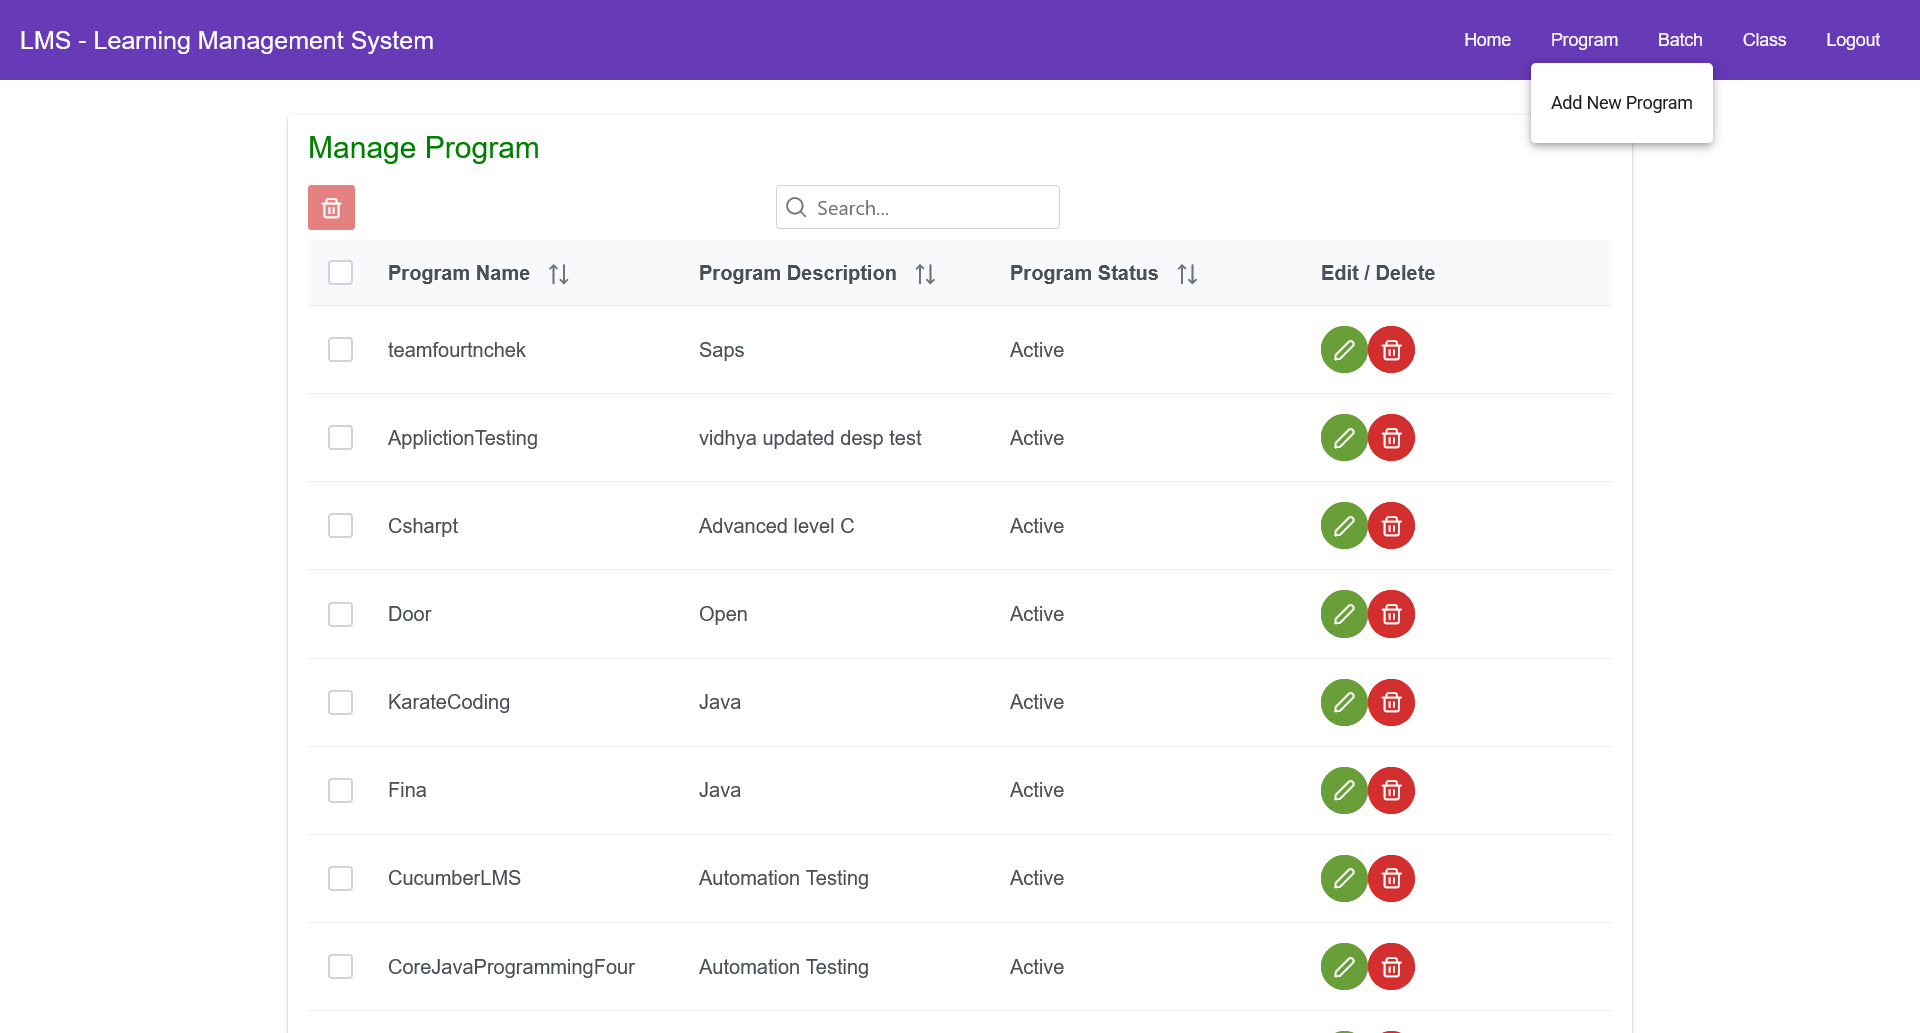 LMS - Learning Management System
Home Program Batch Class Logout
Add New Program
Manage Program
Search...
Program Name Program Description Program Status Edit / Delete
teamfourtnchek Saps Active
ApplictionTesting vidhya updated desp test Active
Csharpt Advanced level C Active
Door Open Active
KarateCoding Java Active
Fina Java Active
CucumberLMS Automation Testing Active
CoreJavaProgrammingFour Automation Testing Active